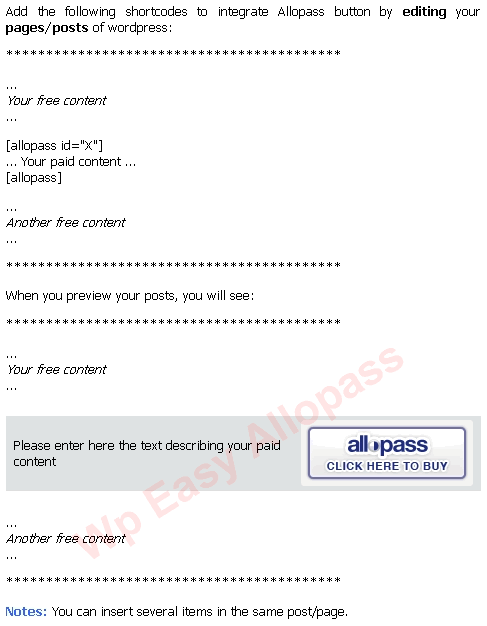 Add the following shortcodes to integrate Allopass button by editing your
pages/posts of wordpress:
******************************************
...
Your free content
...
[allopass id="X"]
... Your paid content ...
[allopass]
...
Another free content
...
******************************************
When you preview your posts, you will see:
******************************************
...
Your free content
...
Please enter here the text describing your paid
content
allopass
CLICK HERE TO BUY
Wp Easy Allopass
...
Another free content
...
******************************************
Notes: You can insert several items in the same post/page.